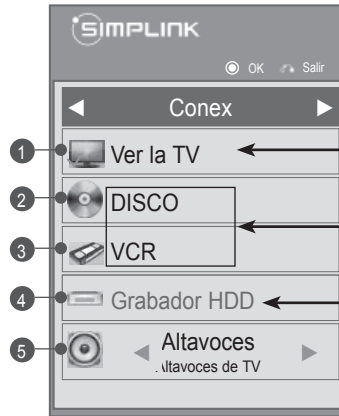 SIMPLINK
OK Salir
Conex
1 Ver la TV
2 DISCO
3 VCR
4 Grabador HDD
5 Altavoces
. \ltavoces de TV